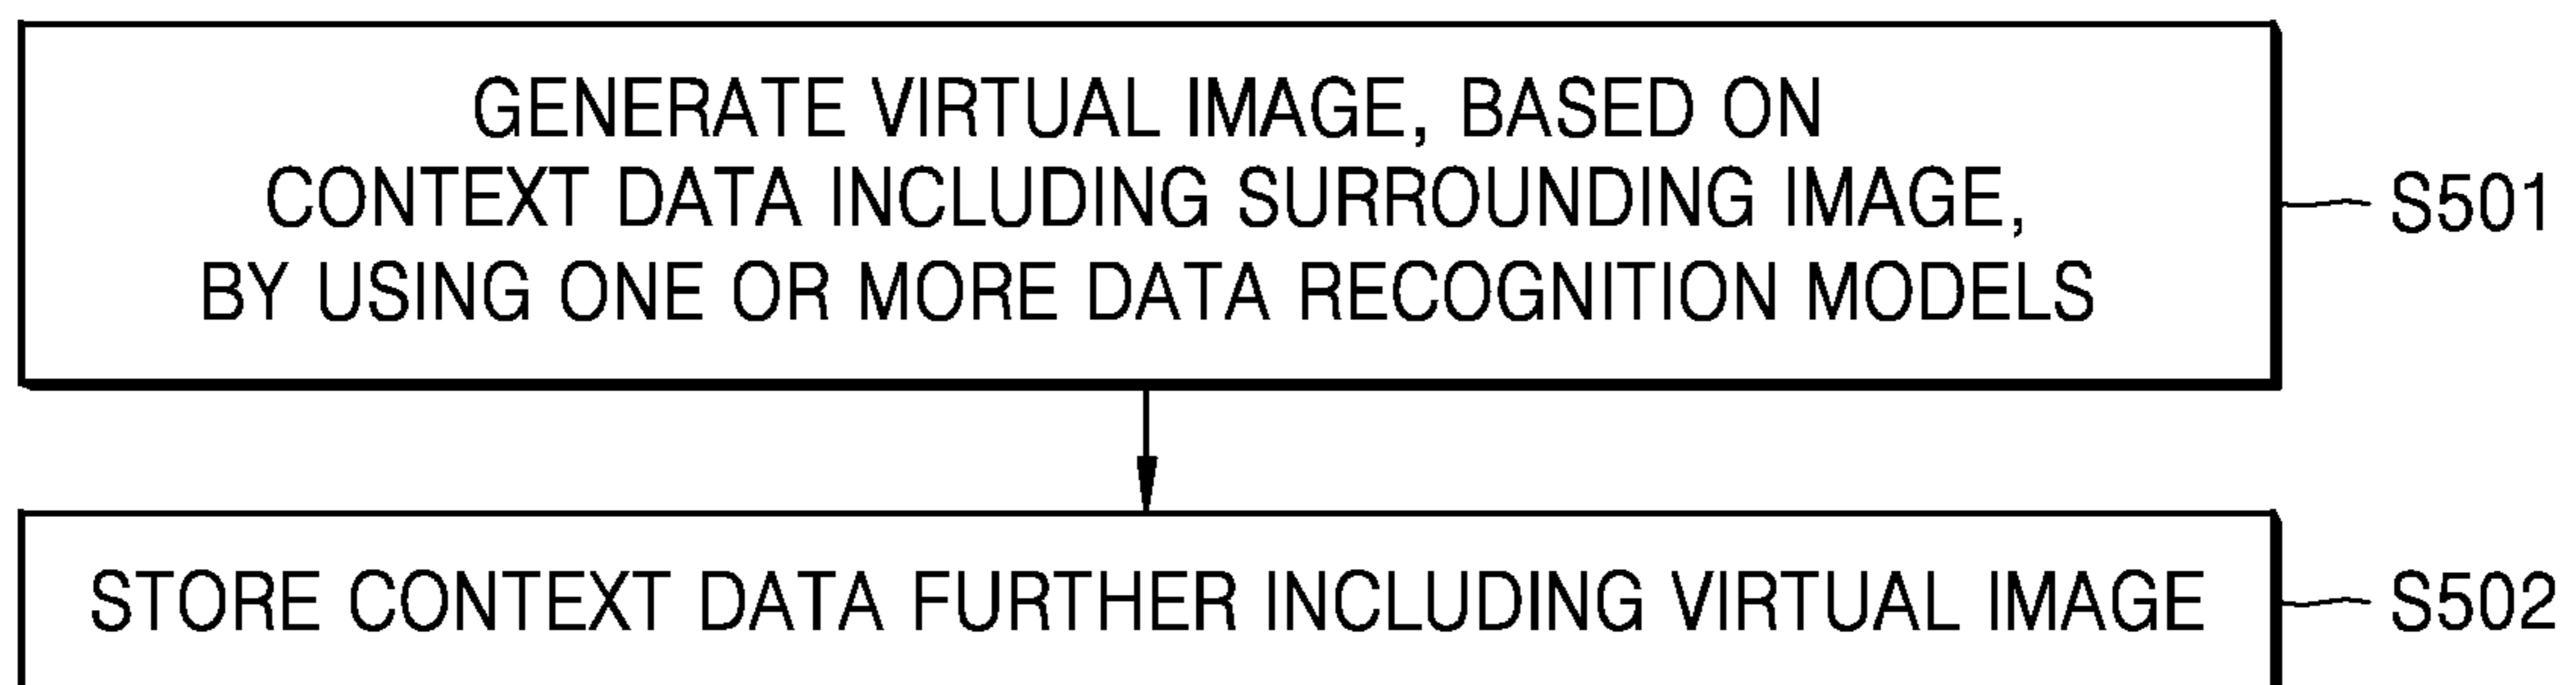 GENERATE VIRTUAL IMAGE, BASED ON
CONTEXT DATA INCLUDING SURROUNDING IMAGE,
BY USING ONE OR MORE DATA RECOGNITION MODELS
S501
STORE CONTEXT DATA FURTHER INCLUDING VIRTUAL IMAGE
S502